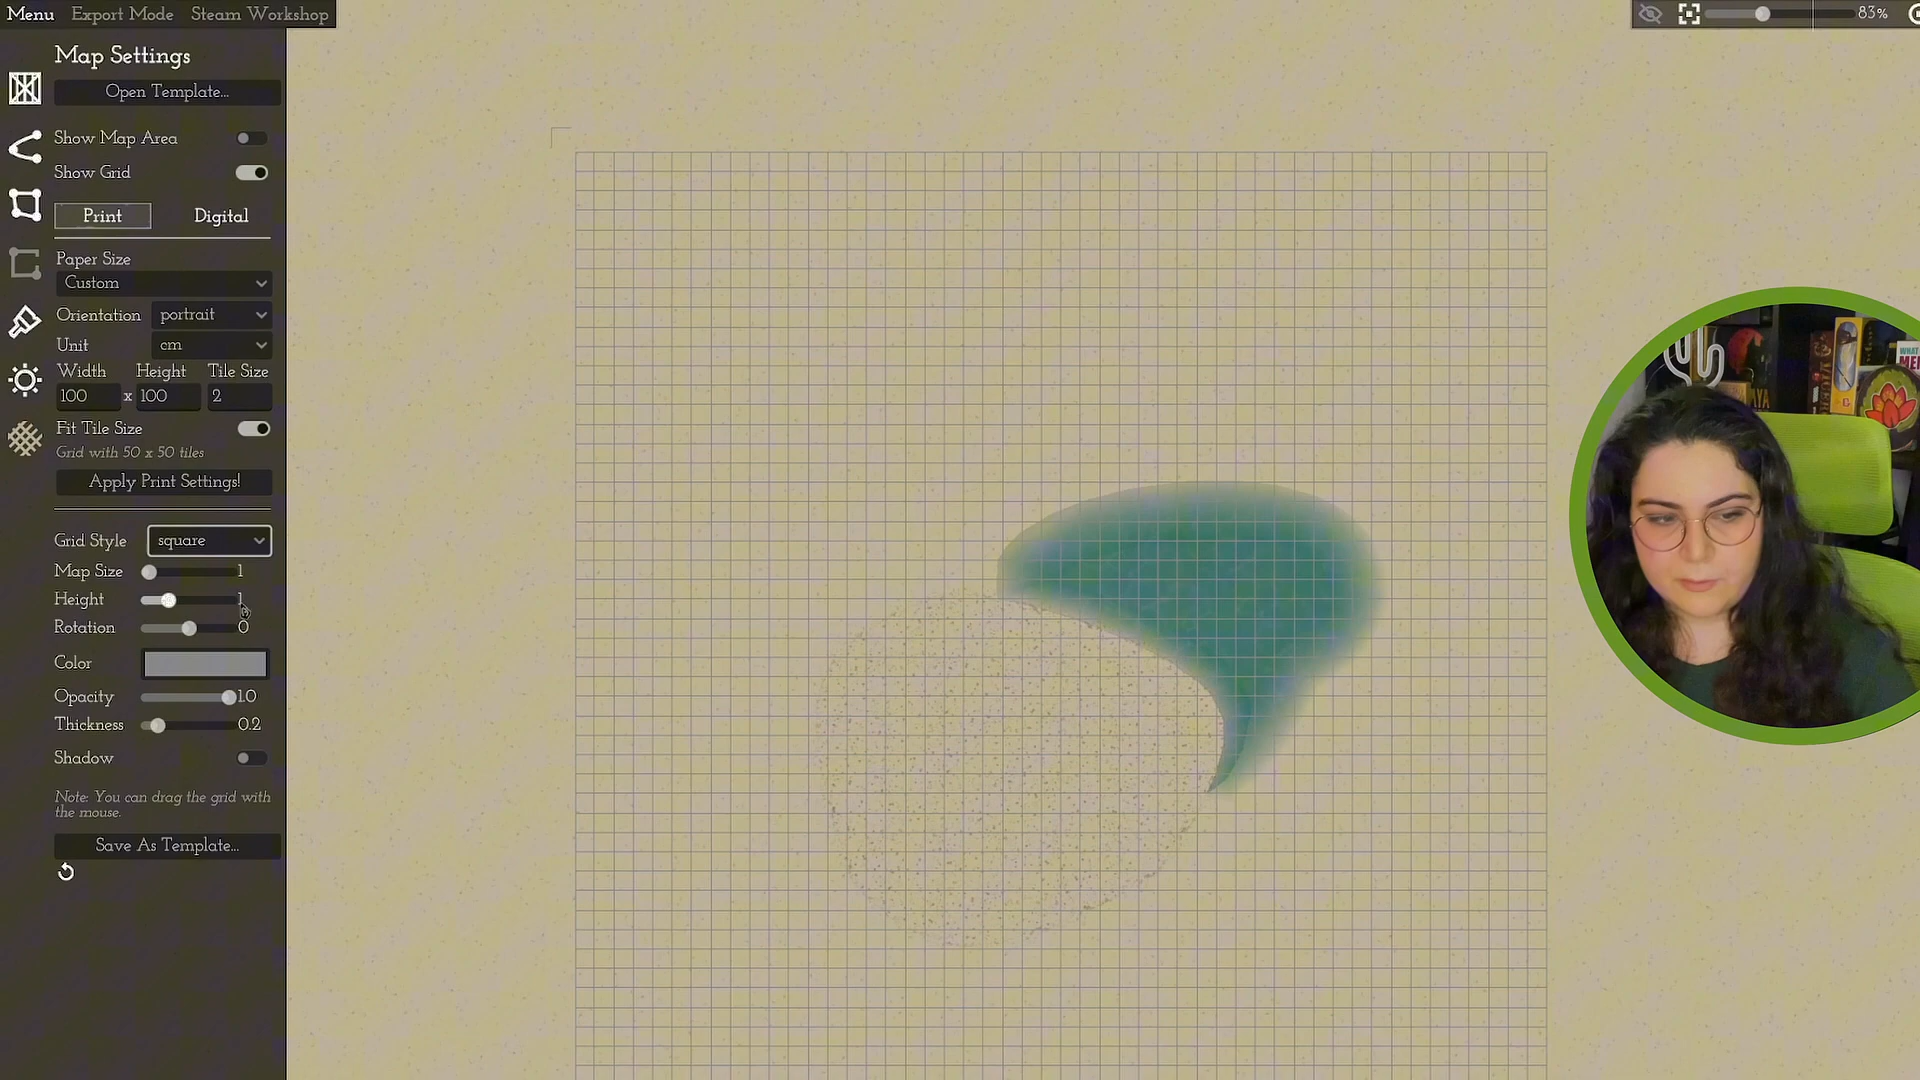 Menu Export Mode Steam Workshop
83%
Map Settings
Open Template...
Show Map Area
Show Grid
Print Digital
Paper Size
Custom
Orientation portrait
Unit cm
Width Height Tile Size
100 x 100 2
Fit Tile Size
Grid with 50 x 50 tiles
Apply Print Settings!
Grid Style square
Map Size 1
Height 1
Rotation 0
Color
Opacity 1.0
Thickness 0.2
Shadow
Note: You can drag the grid with
the mouse.
Save As Template...
WHAT